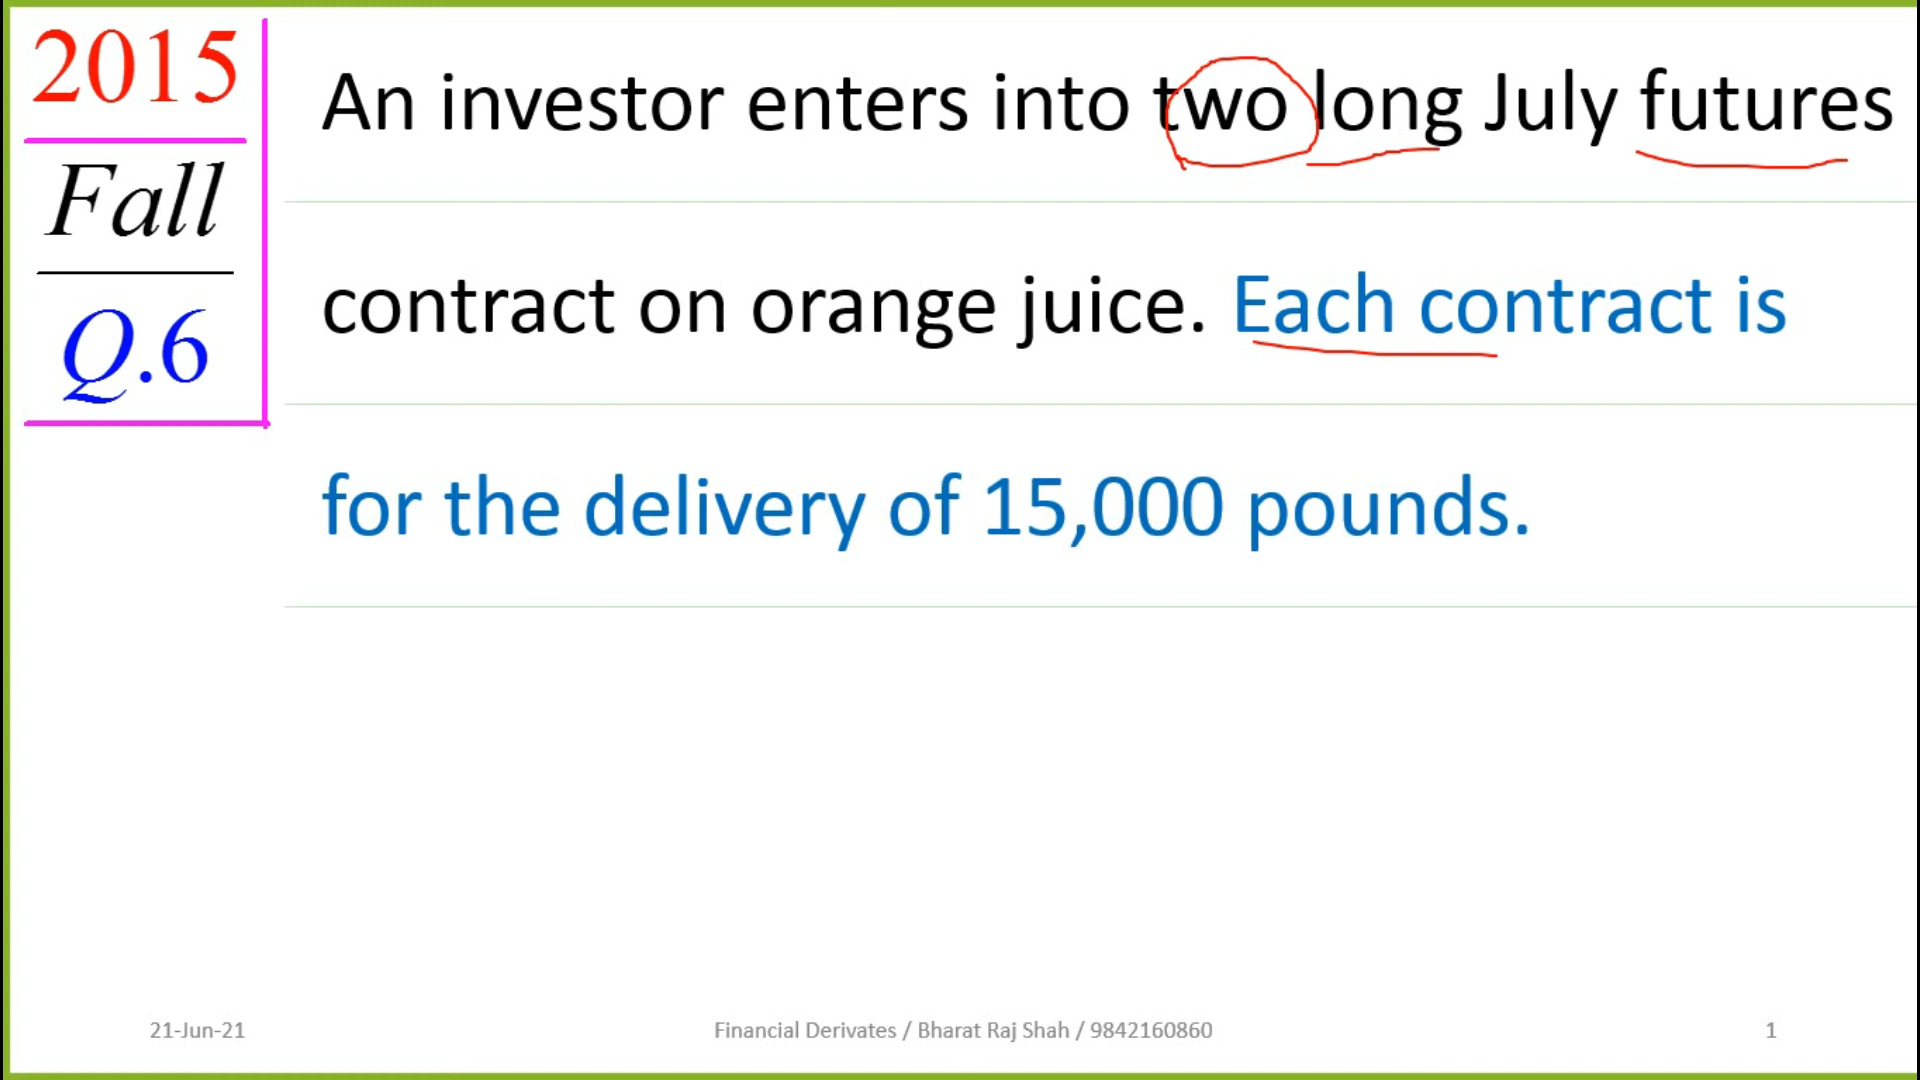 2015
Fall
Q.6
An investor enters into two long July futures
contract on orange juice. Each contract is
for the delivery of 15,000 pounds.
21-Jun-21
Financial Derivates / Bharat Raj Shah / 9842160860
1